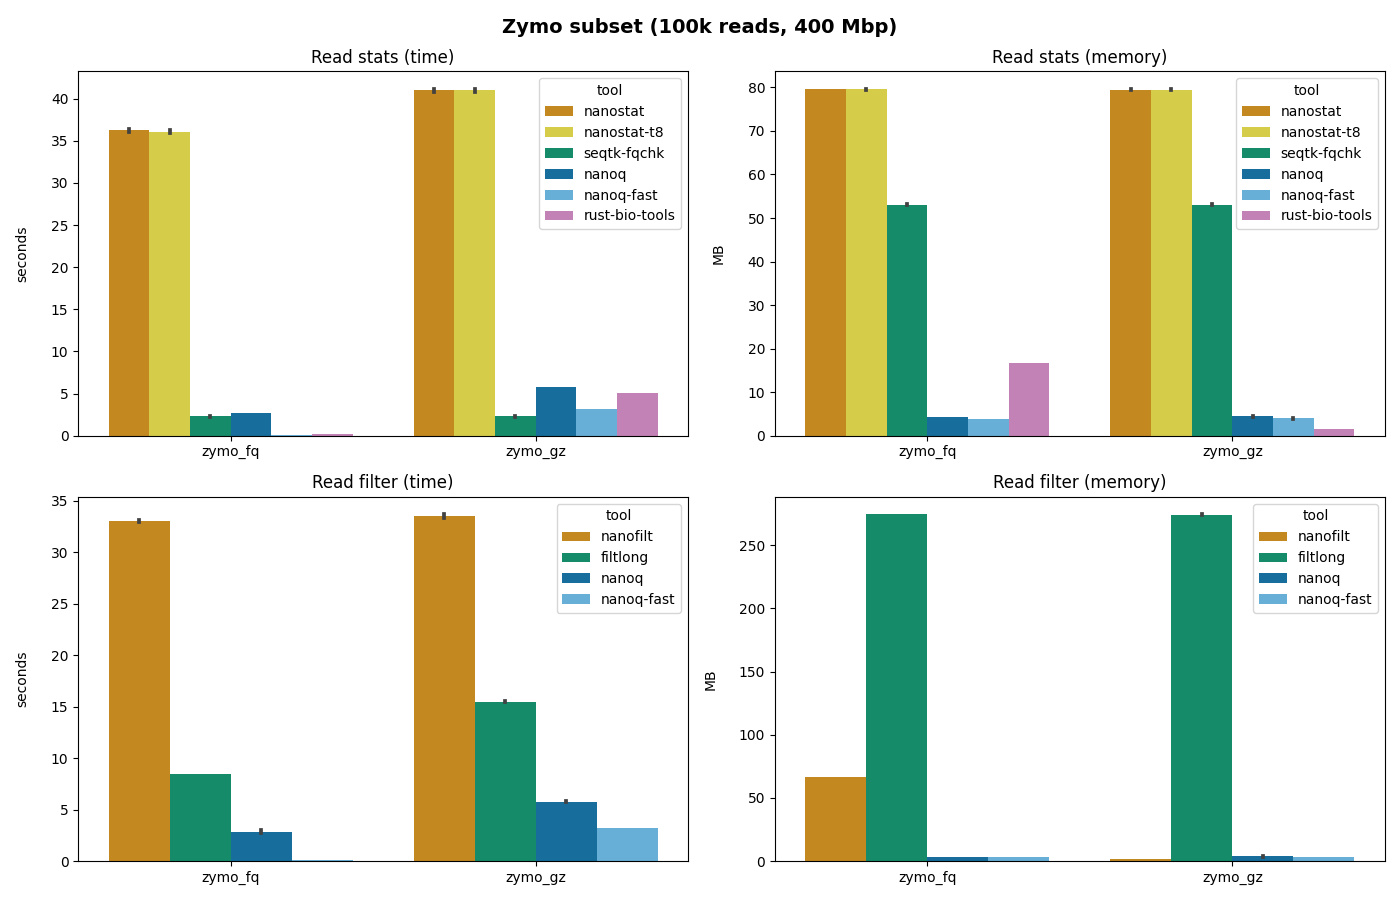 Zymo subset (100k reads, 400 Mbp)
Read stats (time)
seconds
40
35
30
25
20
15
10
5
0
zymo_fq
zymo_gz
tool
nanostat
nanostat-t8
seqtk-fqchk
nanoq
nanoq-fast
rust-bio-tools
Read stats (memory)
MB
80
70
60
50
40
30
20
10
0
zymo_fq
zymo_gz
tool
nanostat
nanostat-t8
seqtk-fqchk
nanoq
nanoq-fast
rust-bio-tools
Read filter (time)
seconds
35
30
25
20
15
10
5
0
zymo_fq
zymo_gz
tool
nanofilt
filtlong
nanoq
nanoq-fast
Read filter (memory)
MB
250
200
150
100
50
0
zymo_fq
zymo_gz
tool
nanofilt
filtlong
nanoq
nanoq-fast